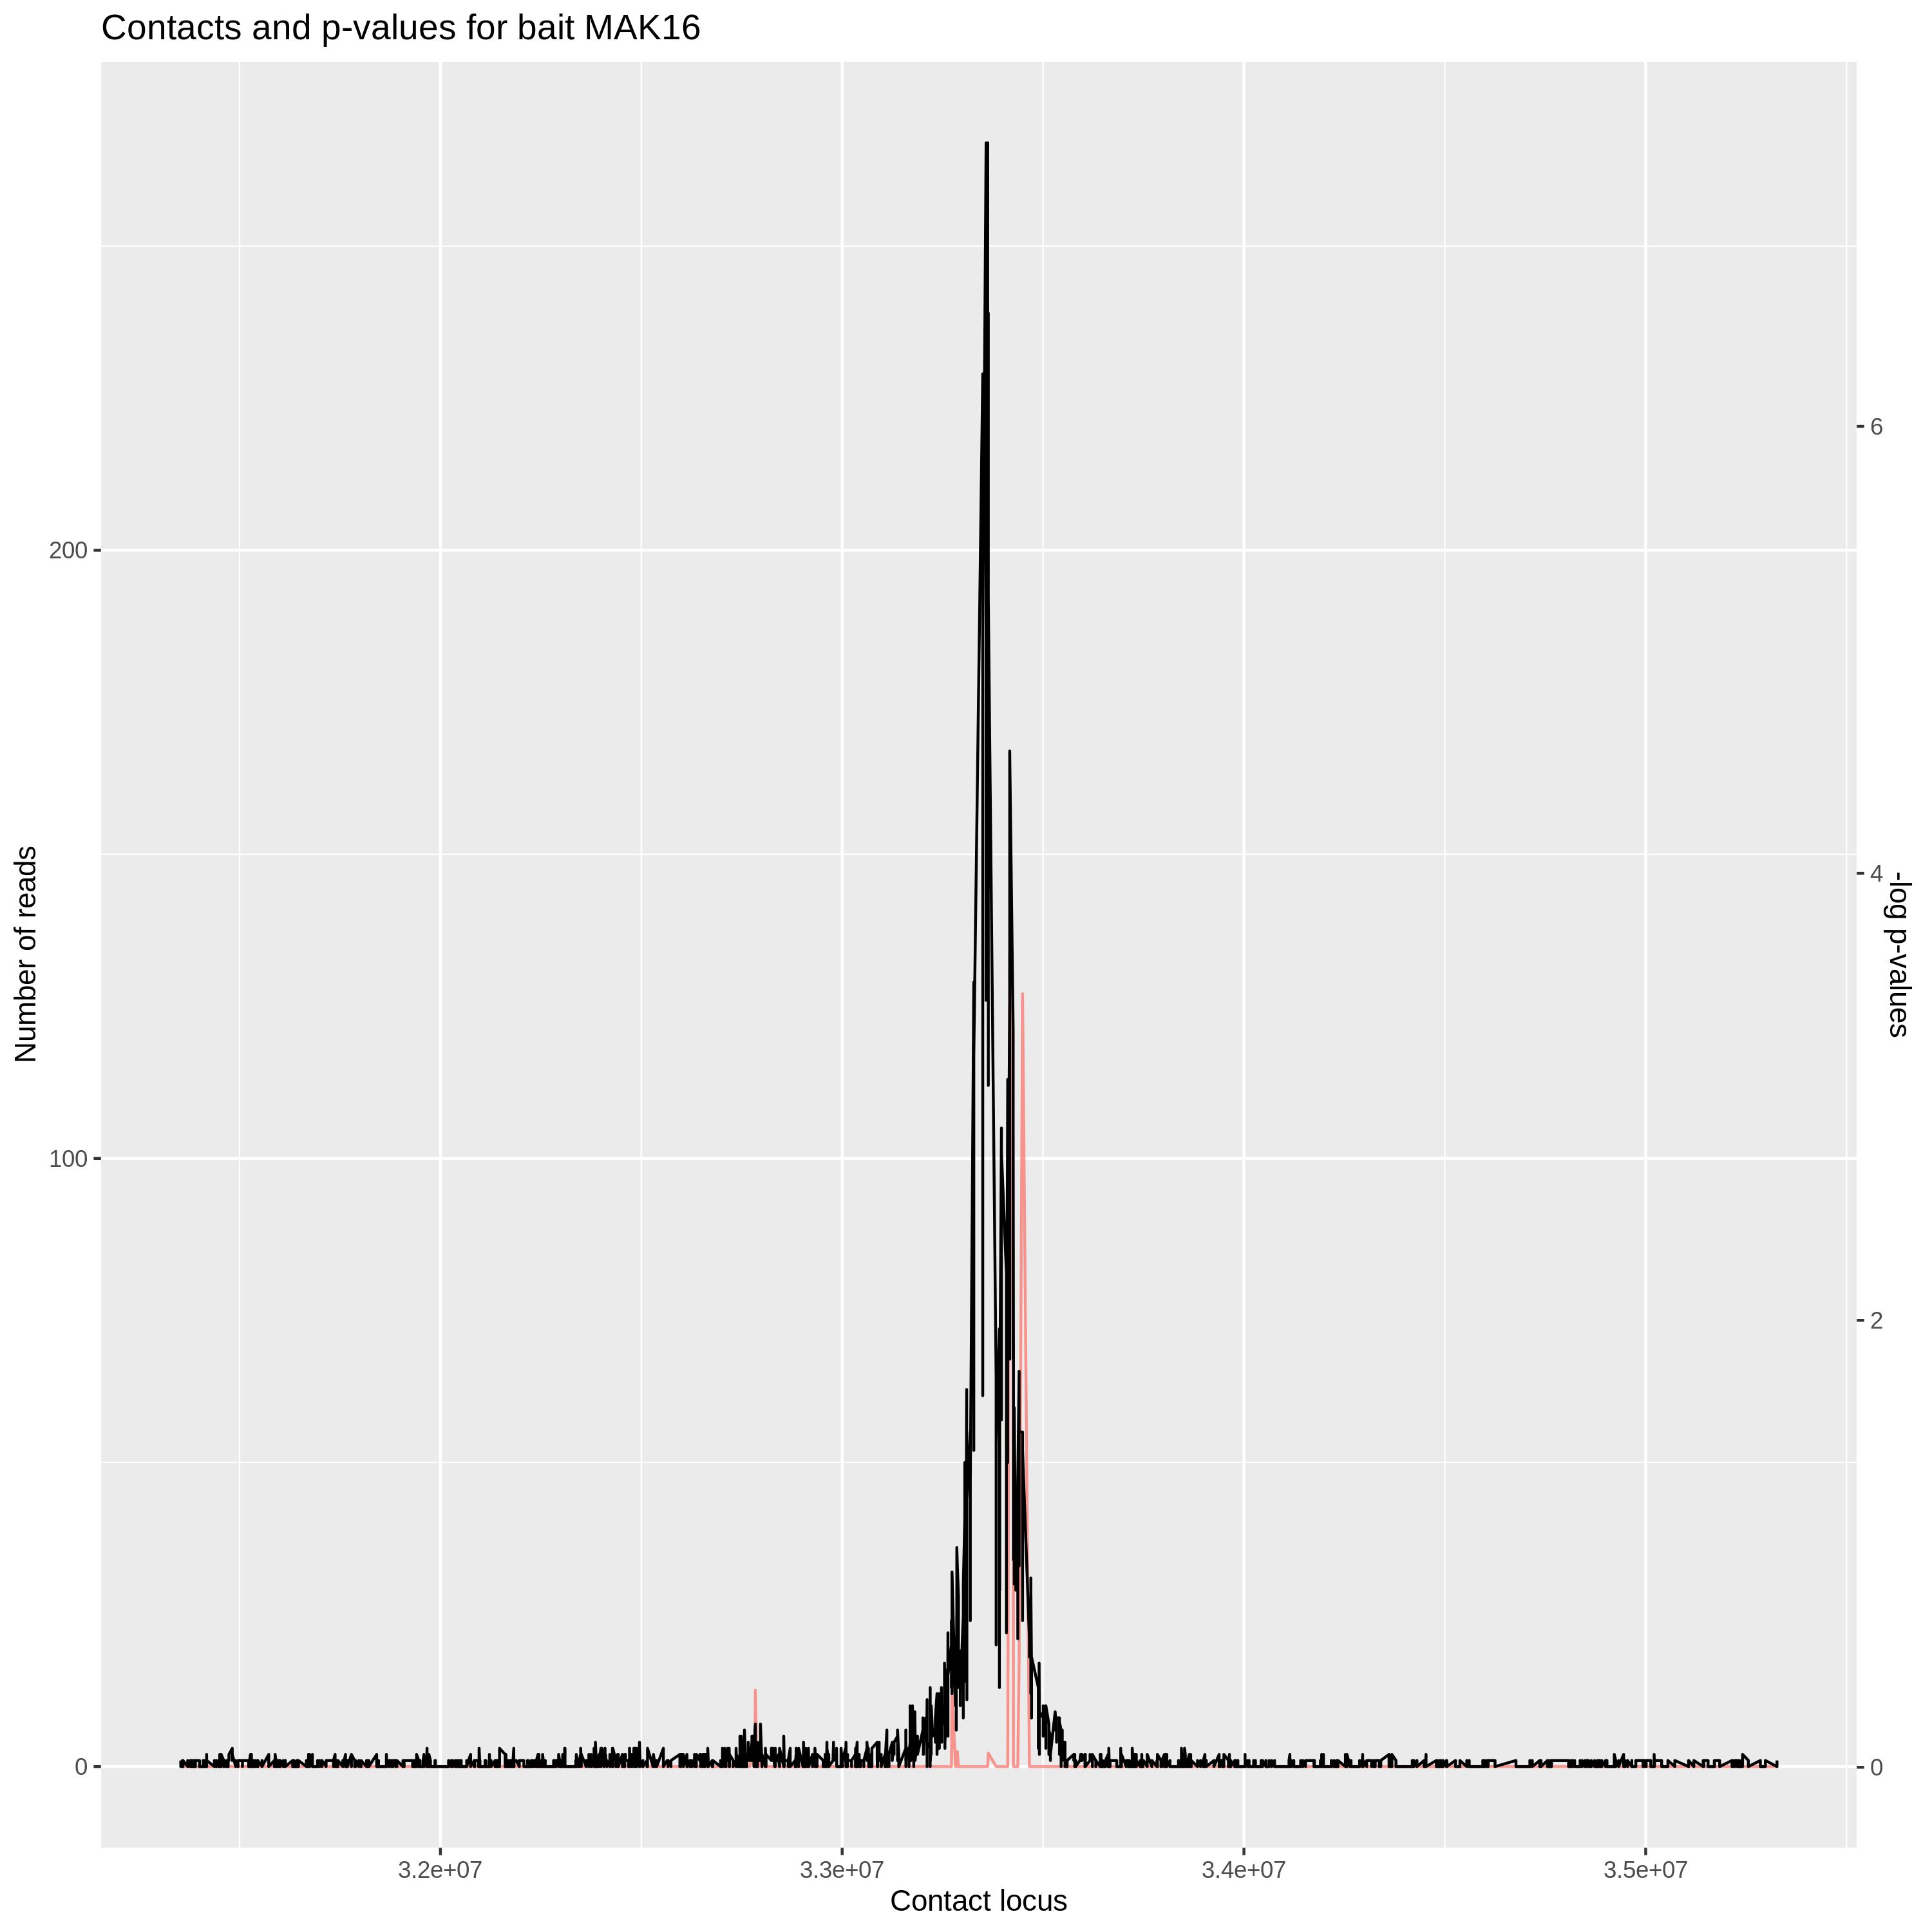 Contacts and p-values for bait MAK16
Number of reads
200
100
0
6
4
2
0
-log p-values
3.2e+07
3.3e+07
3.4e+07
3.5e+07
Contact locus